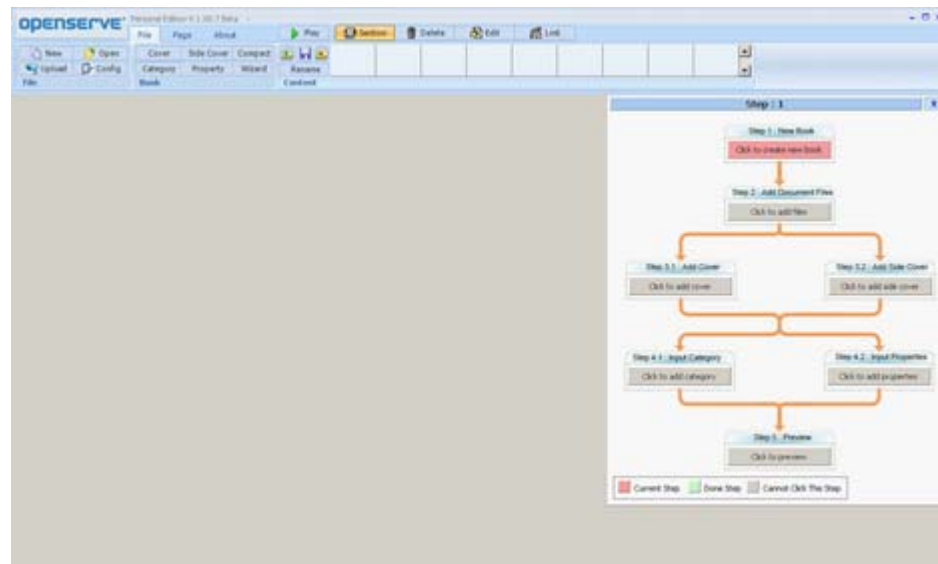 openserve
File Page About
Play Section Delete Edit Link
New Open Cover Side Cover Compact
Upload Config Category Property Wizard Rename
File Book Content
Step : 1
Step 1 : New Book
Click to create new book
Step 2 : Add Document Files
Click to add files
Step 3.1 : Add Cover
Step 3.2 : Add Side Cover
Click to add cover
Click to add side cover
Step 4.1 : Input Category
Step 4.2 : Input Properties
Click to add category
Click to add properties
Step 5 : Preview
Click to preview
Current Step Done Step Cannot Click This Step